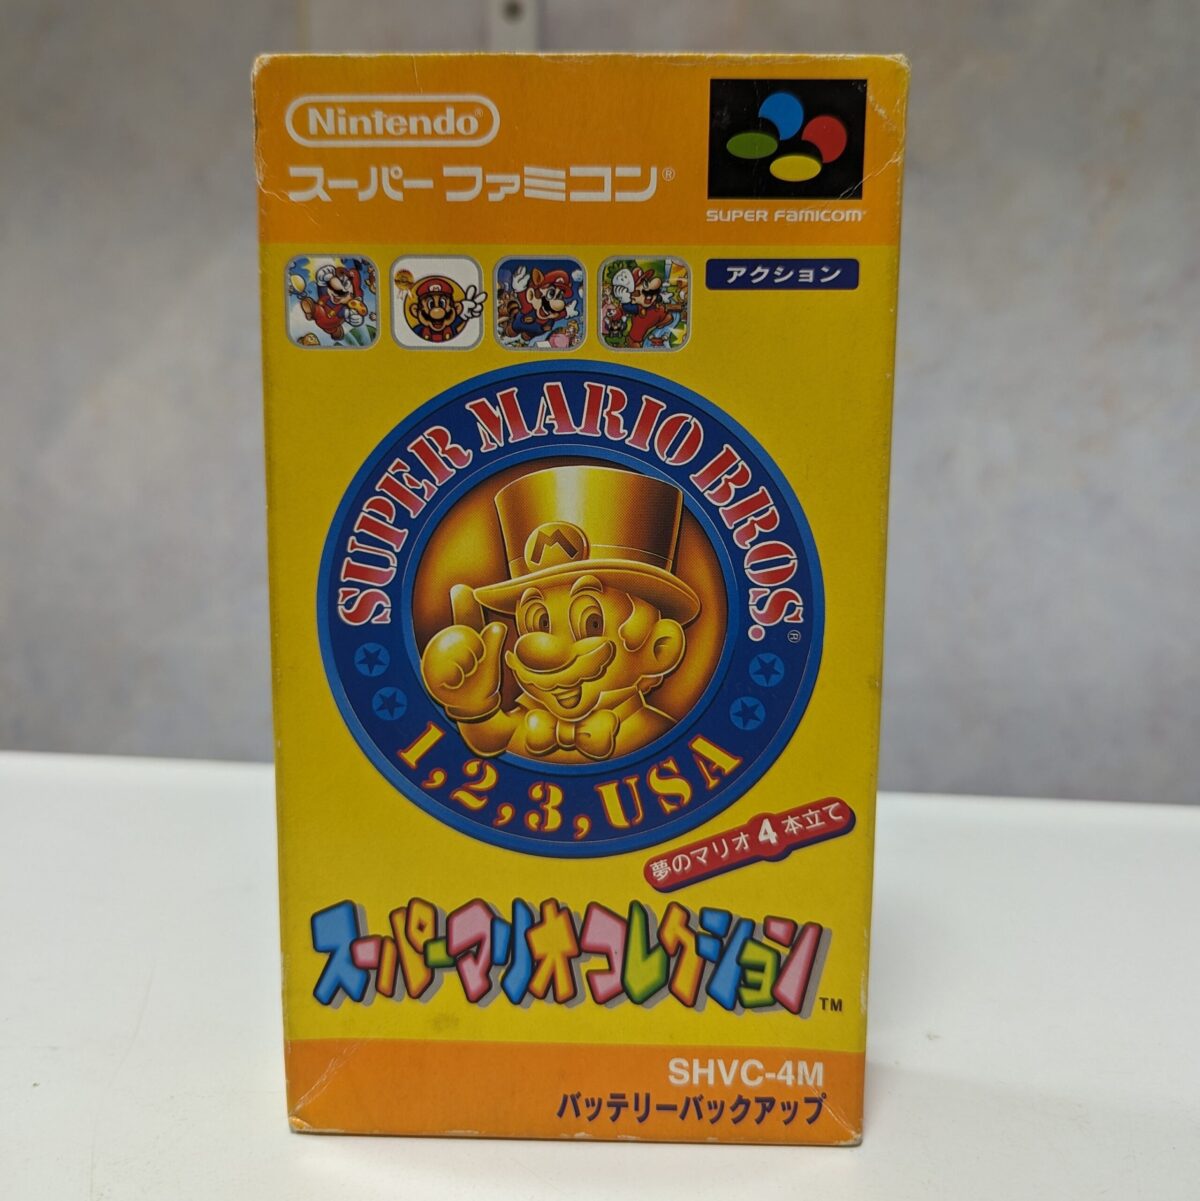 Nintendo®
スーパーファミコン®
SUPER FAMICOM™
アクション
SUPER MARIO BROS.®
M
1,2,3,USA
夢のマリオ4本立て
スーパーマリオコレクション™
SHVC-4M
バッテリーバックアップ